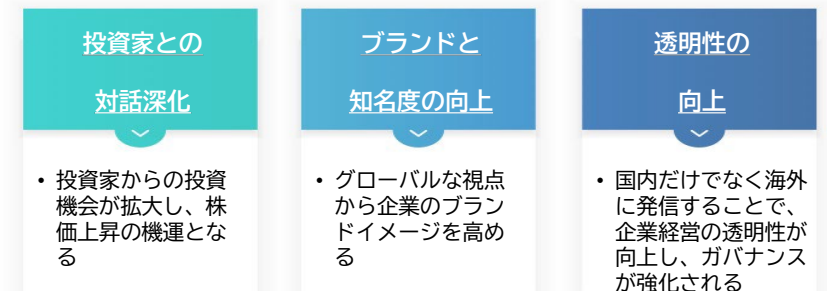 投資家との
対話深化
• 投資家からの投資
機会が拡大し、株
価上昇の機運とな
る
ブランドと
知名度の向上
• グローバルな視点
から企業のブラン
ドイメージを高め
る
透明性の
向上
• 国内だけでなく海外
に発信することで、
企業経営の透明性が
向上し、ガバナンス
が強化される